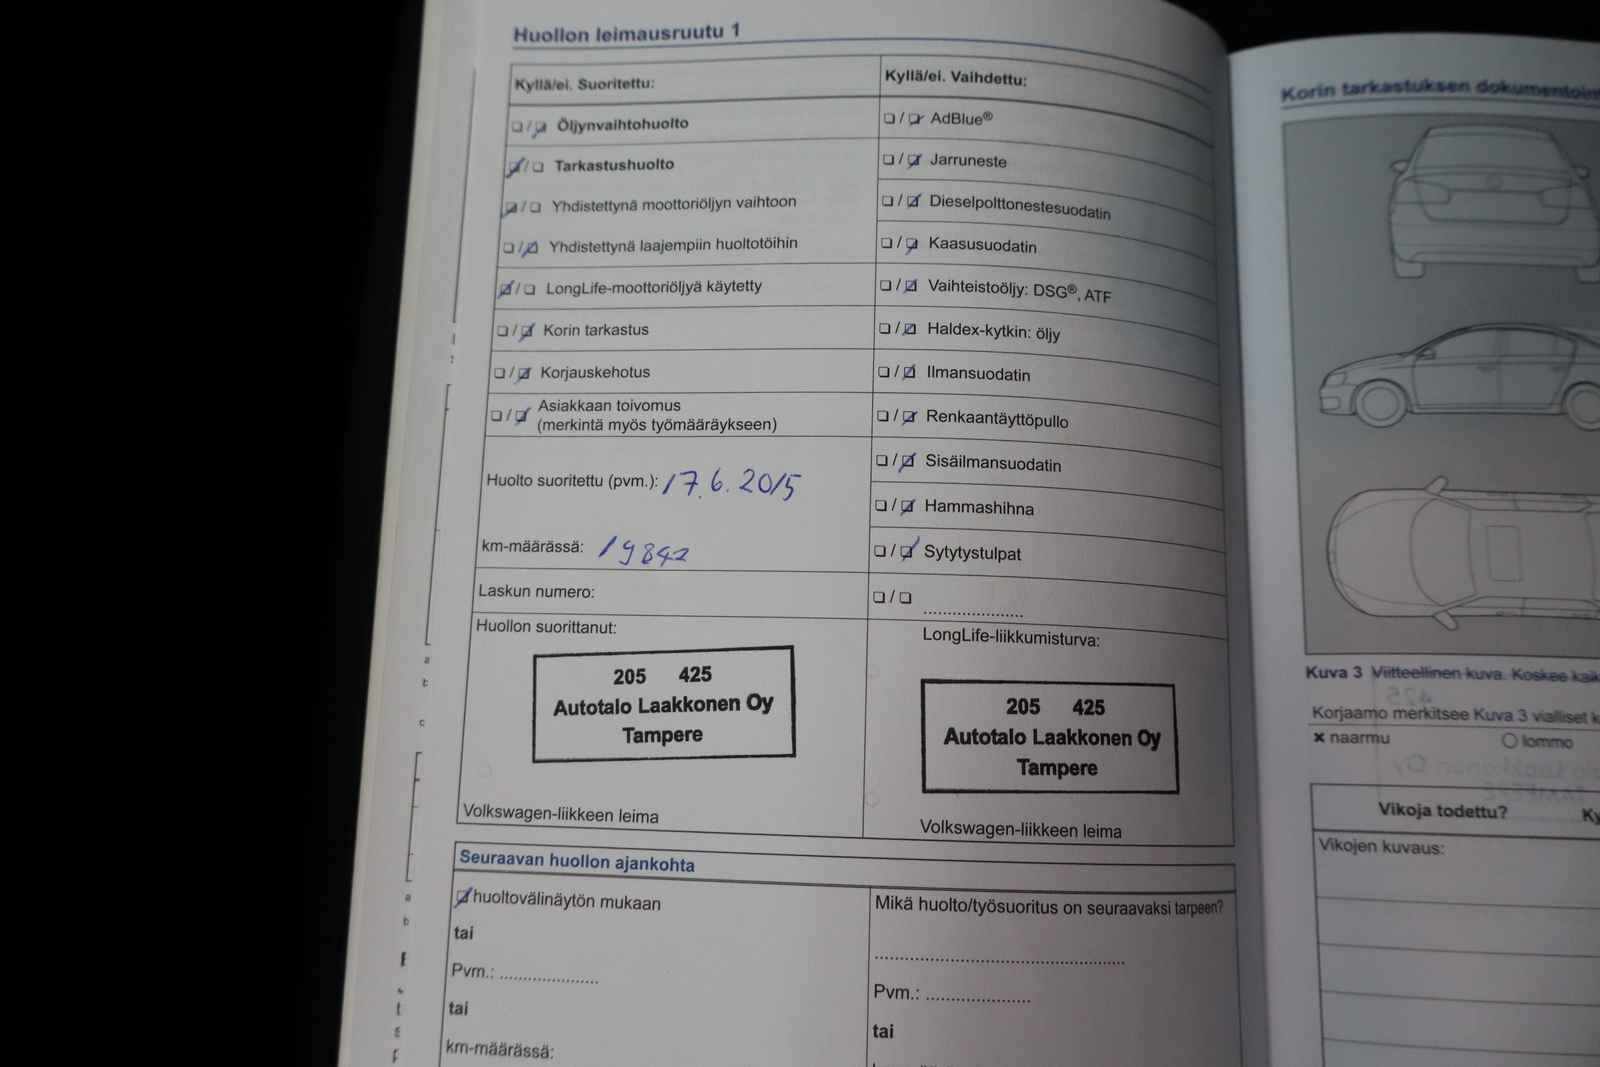 Huollon leimausruutu 1
Kyllä/ei. Suoritettu:
Öljynvaihtohuolto
Tarkastushuolto
Yhdistettynä moottoriöljyn vaihtoon
Yhdistettynä laajempiin huoltotöihin
LongLife-moottoriöljyä käytetty
Korin tarkastus
Korjauskehotus
Asiakkaan toivomus
(merkintä myös työmääräykseen)
Huolto suoritettu (pvm.): 17.6.2015
km-määrässä: 19842
Laskun numero:
Huollon suorittanut:
205 425
Autotalo Laakkonen Oy
Tampere
Volkswagen-liikkeen leima
Kyllä/ei. Vaihdettu:
AdBlue®
Jarruneste
Dieselpolttonestesuodatin
Kaasusuodatin
Vaihteistoöljy: DSG®, ATF
Haldex-kytkin: öljy
Ilmansuodatin
Renkaantäyttöpullo
Sisäilmansuodatin
Hammashihna
Sytytystulpat
LongLife-liikkumisturva:
205 425
Autotalo Laakkonen Oy
Tampere
Volkswagen-liikkeen leima
Seuraavan huollon ajankohta
huoltovälinäytön mukaan
tai
Pvm.:
tai
km-määrässä:
Mikä huolto/työsuoritus on seuraavaksi tarpeen?
Pvm.:
tai
Korin tarkastuksen
Kuva 3 Viitteellinen kuva. Koskee
Korjaamo merkitsee Kuva 3 vialliset
x naarmu
lommo
Vikoja todettu?
Vikojen kuvaus: